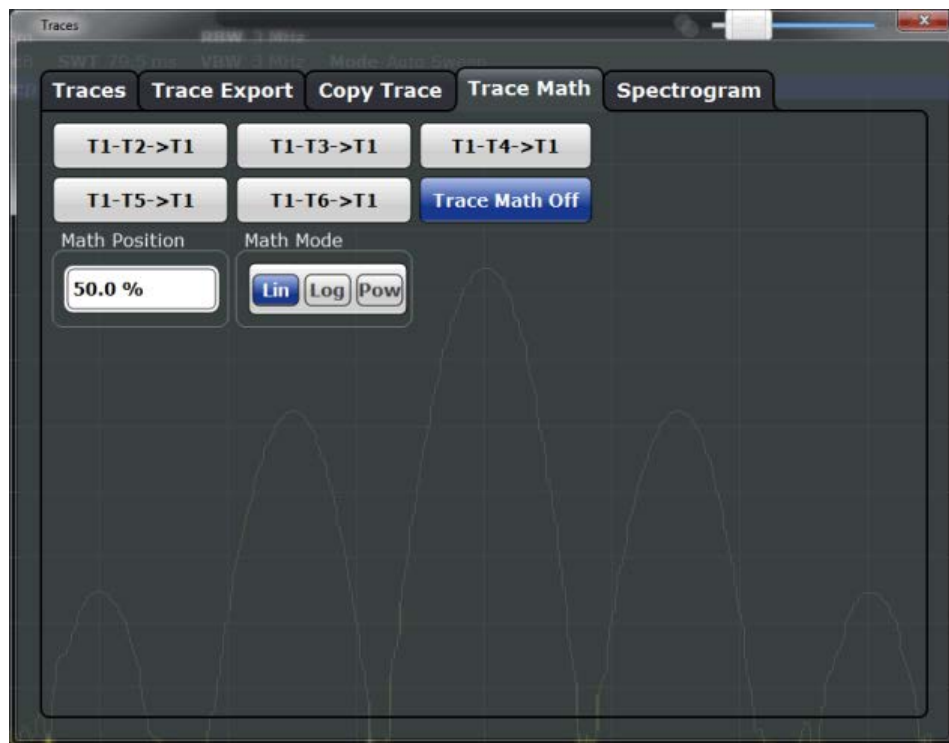 Traces
RBW 3 MHz
SWT 79.5 ms VBW 3 MHz Mode Auto Sweep
Traces Trace Export Copy Trace Trace Math Spectrogram
T1-T2->T1 T1-T3->T1 T1-T4->T1
T1-T5->T1 T1-T6->T1 Trace Math Off
Math Position Math Mode
50.0 % Lin Log Pow